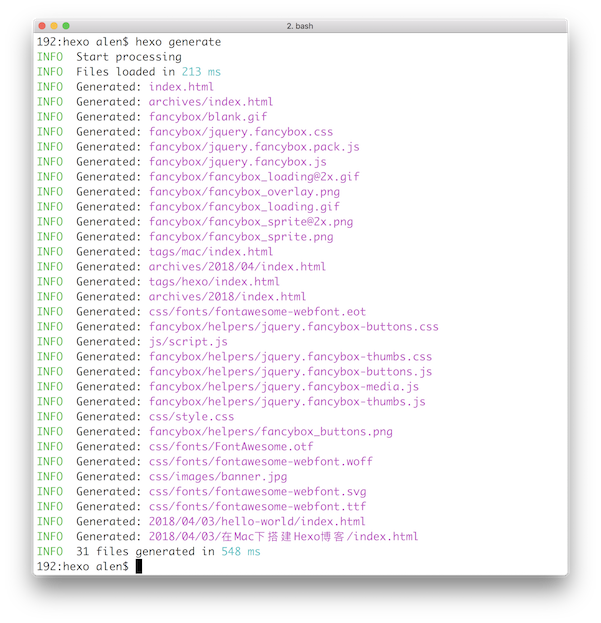 2. bash
192:hexo alen$ hexo generate
INFO  Start processing
INFO  Files loaded in 213 ms
INFO  Generated: index.html
INFO  Generated: archives/index.html
INFO  Generated: fancybox/blank.gif
INFO  Generated: fancybox/jquery.fancybox.css
INFO  Generated: fancybox/jquery.fancybox.pack.js
INFO  Generated: fancybox/jquery.fancybox.js
INFO  Generated: fancybox/fancybox_loading@2x.gif
INFO  Generated: fancybox/fancybox_overlay.png
INFO  Generated: fancybox/fancybox_loading.gif
INFO  Generated: fancybox/fancybox_sprite@2x.png
INFO  Generated: fancybox/fancybox_sprite.png
INFO  Generated: tags/mac/index.html
INFO  Generated: archives/2018/04/index.html
INFO  Generated: tags/hexo/index.html
INFO  Generated: archives/2018/index.html
INFO  Generated: css/fonts/fontawesome-webfont.eot
INFO  Generated: fancybox/helpers/jquery.fancybox-buttons.css
INFO  Generated: js/script.js
INFO  Generated: fancybox/helpers/jquery.fancybox-thumbs.css
INFO  Generated: fancybox/helpers/jquery.fancybox-buttons.js
INFO  Generated: fancybox/helpers/jquery.fancybox-media.js
INFO  Generated: fancybox/helpers/jquery.fancybox-thumbs.js
INFO  Generated: css/style.css
INFO  Generated: fancybox/helpers/fancybox_buttons.png
INFO  Generated: css/fonts/FontAwesome.otf
INFO  Generated: css/fonts/fontawesome-webfont.woff
INFO  Generated: css/images/banner.jpg
INFO  Generated: css/fonts/fontawesome-webfont.svg
INFO  Generated: css/fonts/fontawesome-webfont.ttf
INFO  Generated: 2018/04/03/hello-world/index.html
INFO  Generated: 2018/04/03/在Mac下搭建Hexo博客/index.html
INFO  31 files generated in 548 ms
192:hexo alen$